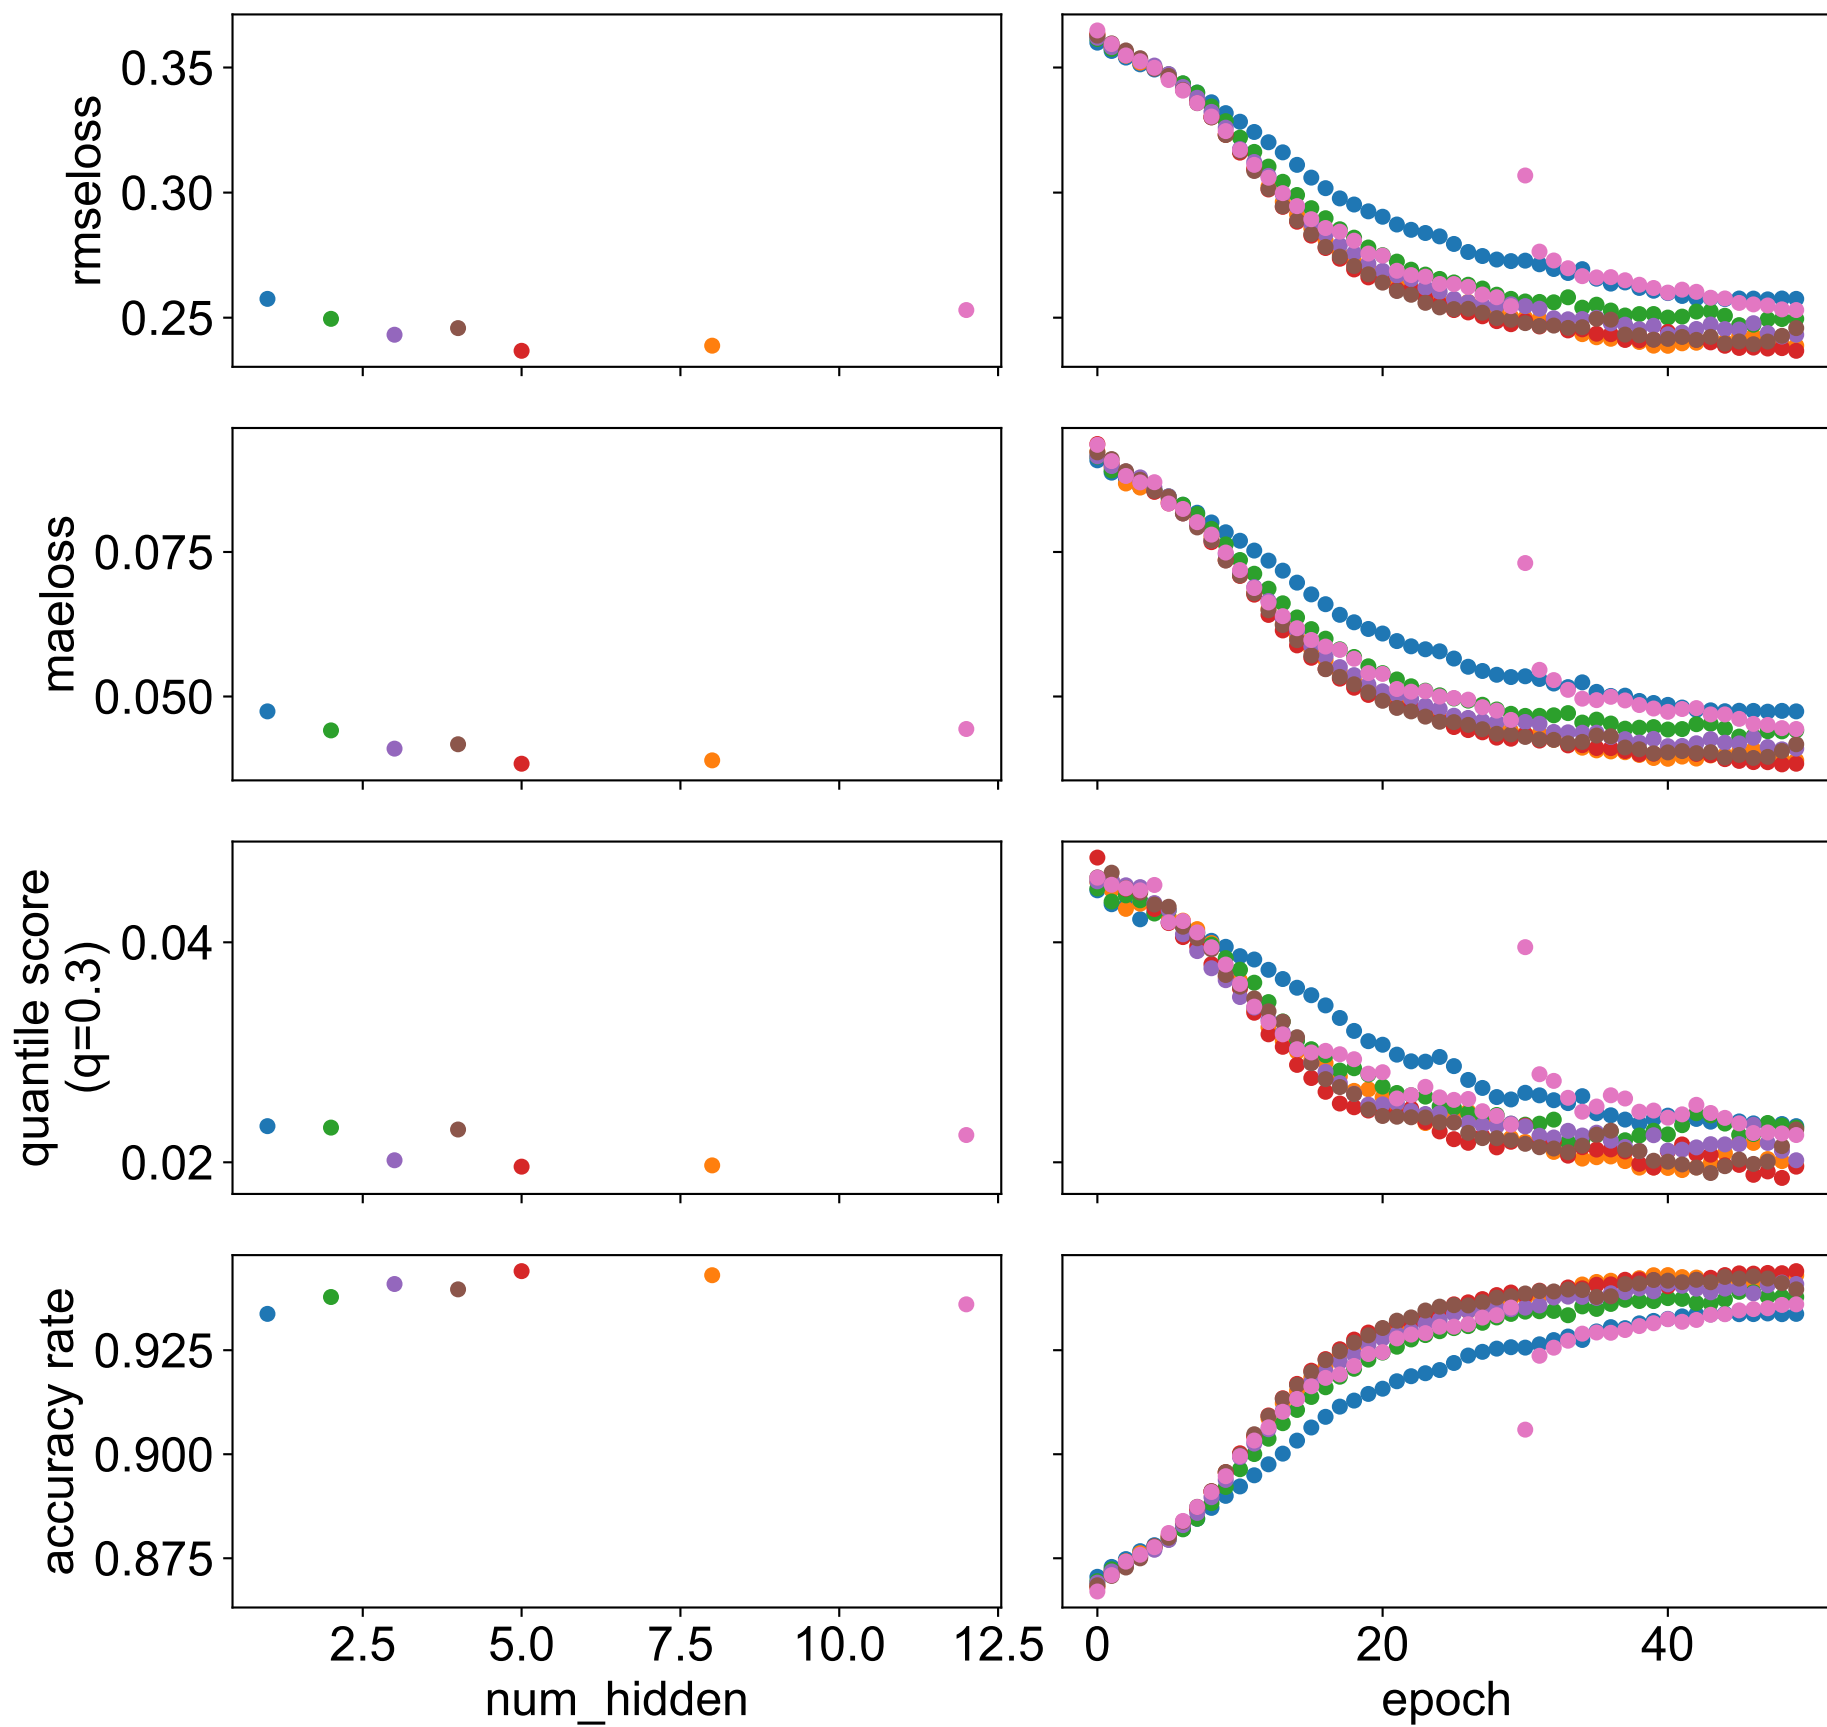 rmseloss
0.35
0.30
0.25
maeloss
0.075
0.050
quantile score
(q=0.3)
0.04
0.02
accuracy rate
0.925
0.900
0.875
2.5 5.0 7.5 10.0 12.5
num_hidden
0 20 40
epoch